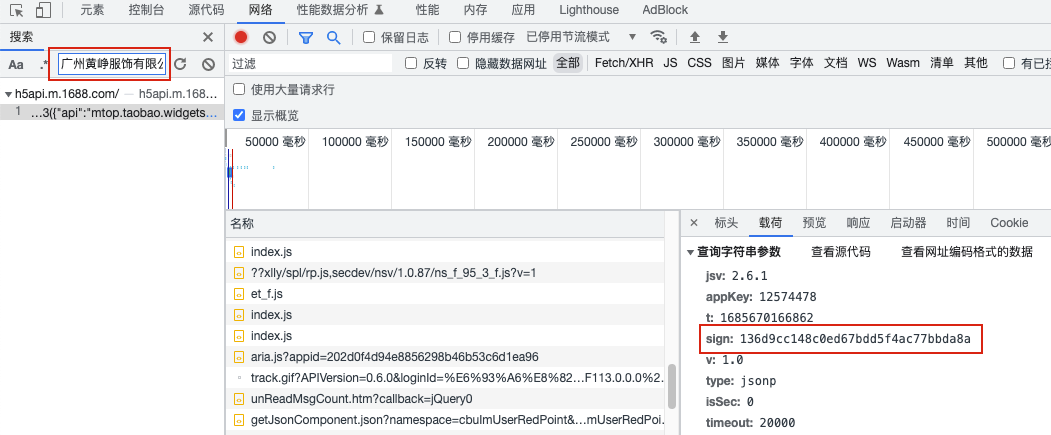 元素 控制台 源代码 网络 性能数据分析 性能 内存 应用 Lighthouse AdBlock
搜索
Aa .* 广州黄峥服饰有限公
h5api.m.1688.com/ — h5api.m.168…
1 …3({"api":"mtop.taobao.widgets…
保留日志 停用缓存 已停用节流模式
过滤 反转 隐藏数据网址 全部 Fetch/XHR JS CSS 图片 媒体 字体 文档 WS Wasm 清单 其他 有已拦
使用大量请求行
显示概览
50000 毫秒 100000 毫秒 150000 毫秒 200000 毫秒 250000 毫秒 300000 毫秒 350000 毫秒 400000 毫秒 450000 毫秒 500000 毫秒
名称
index.js
??xlly/spl/rp.js,secdev/nsv/1.0.87/ns_f_95_3_f.js?v=1
et_f.js
index.js
index.js
aria.js?appid=202d0f4d94e8856298b46b53c6d1ea96
track.gif?APIVersion=0.6.0&loginId=%E6%93%A6%E8%82…F113.0.0.0%2.
unReadMsgCount.htm?callback=jQuery0
getJsonComponent.json?namespace=cbuImUserRedPoint&…mUserRedPoi.
标头 载荷 预览 响应 启动器 时间 Cookie
查询字符串参数 查看源代码 查看网址编码格式的数据
jsv: 2.6.1
appKey: 12574478
t: 1685670166862
sign: 136d9cc148c0ed67bdd5f4ac77bbda8a
v: 1.0
type: jsonp
isSec: 0
timeout: 20000